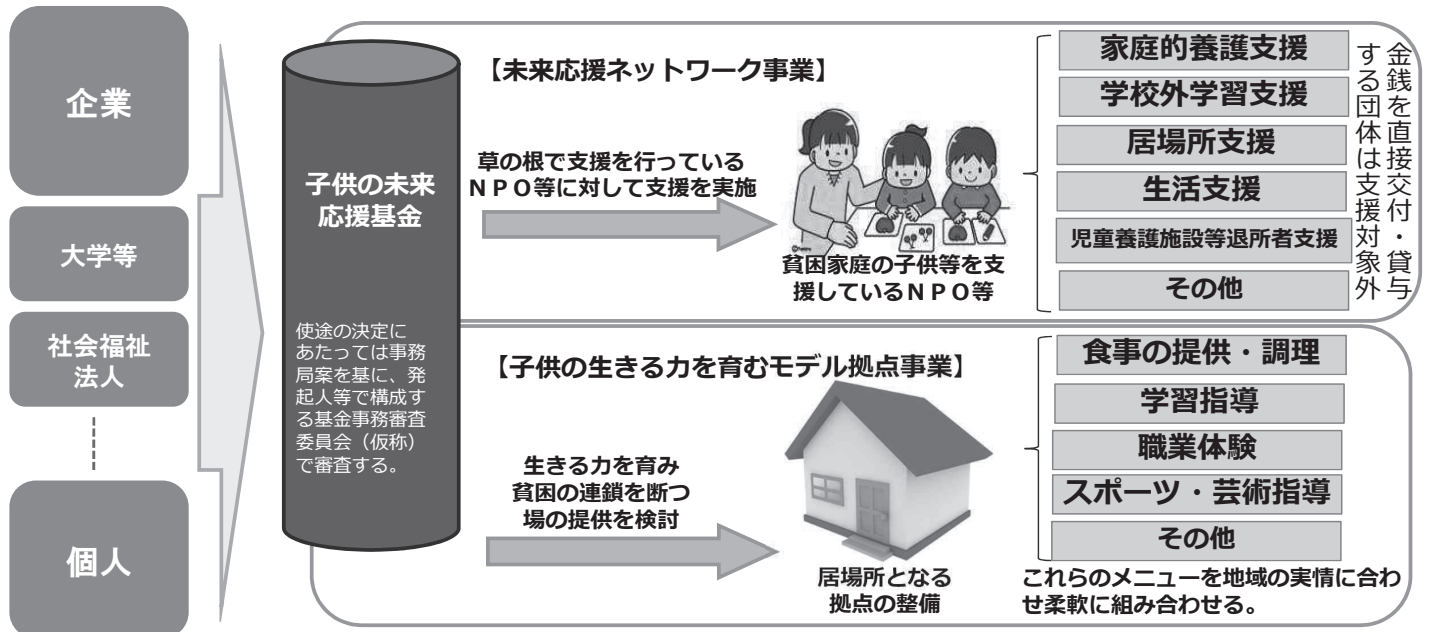 企業
大学等
社会福祉
法人
個人
子供の未来
応援基金
使途の決定に
あたっては事務
局案を基に、発
起人等で構成す
る基金事務審査
委員会（仮称）
で審査する。
【未来応援ネットワーク事業】
草の根で支援を行っている
ＮＰＯ等に対して支援を実施
貧困家庭の子供等を支
援しているＮＰＯ等
家庭的養護支援
学校外学習支援
居場所支援
生活支援
児童養護施設等退所者支援
その他
金銭を直接交付・貸与
する団体は支援対象外
【子供の生きる力を育むモデル拠点事業】
生きる力を育み
貧困の連鎖を断つ
場の提供を検討
居場所となる
拠点の整備
食事の提供・調理
学習指導
職業体験
スポーツ・芸術指導
その他
これらのメニューを地域の実情に合わ
せ柔軟に組み合わせる。